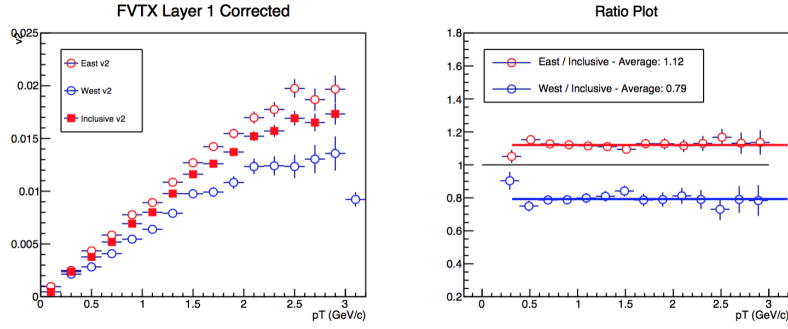 FVTX Layer 1 Corrected
v2
0.025
0.02
0.015
0.01
0.005
0
East v2
West v2
Inclusive v2
0 0.5 1 1.5 2 2.5 3
pT (GeV/c)
Ratio Plot
1.8
1.6
1.4
1.2
1
0.8
0.6
0.4
0.2
East / Inclusive - Average: 1.12
West / Inclusive - Average: 0.79
0 0.5 1 1.5 2 2.5 3
pT (GeV/c)